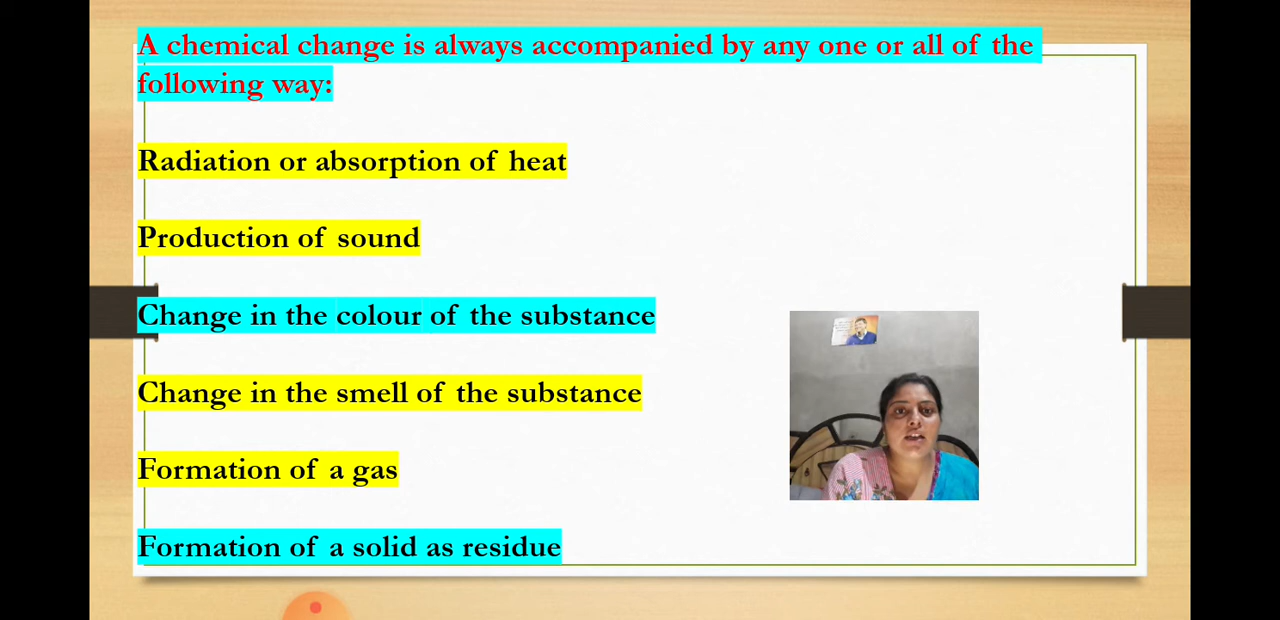 A chemical change is always accompanied by any one or all of the
following way:
Radiation or absorption of heat
Production of sound
Change in the colour of the substance
Change in the smell of the substance
Formation of a gas
Formation of a solid as residue